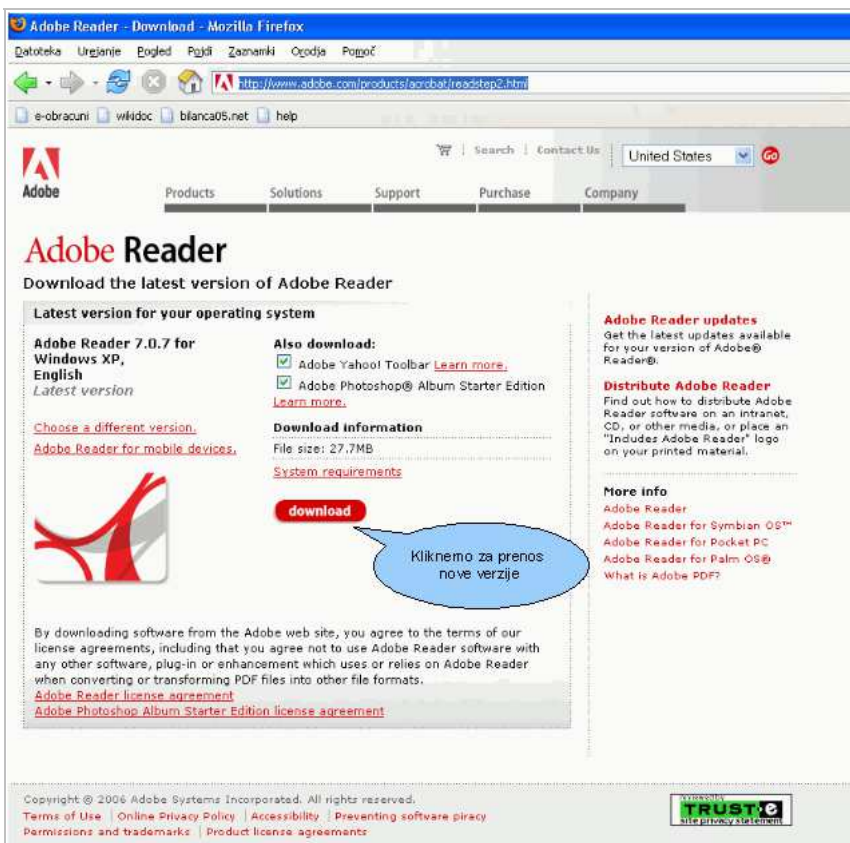 Adobe Reader - Download - Mozilla Firefox
Datoteka Urejanje Pogled Pojdi Zaznamki Orodja Pomoč
http://www.adobe.com/products/acrobat/readstep2.html
e-obracuni wikidoc bilanca05.net help
Search | Contact Us United States Go
Adobe
Products Solutions Support Purchase Company
Adobe Reader
Download the latest version of Adobe Reader
Latest version for your operating system
Adobe Reader 7.0.7 for
Windows XP,
English
Latest version
Choose a different version.
Adobe Reader for mobile devices.
Also download:
Adobe Yahoo! Toolbar Learn more.
Adobe Photoshop® Album Starter Edition
Learn more.
Download information
File size: 27.7MB
System requirements
download
Kliknemo za prenos
nove verzije
By downloading software from the Adobe web site, you agree to the terms of our
license agreements, including that you agree not to use Adobe Reader software with
any other software, plug-in or enhancement which uses or relies on Adobe Reader
when converting or transforming PDF files into other file formats.
Adobe Reader license agreement
Adobe Photoshop Album Starter Edition license agreement
Adobe Reader updates
Get the latest updates available
for your version of Adobe®
Reader®.
Distribute Adobe Reader
Find out how to distribute Adobe
Reader software on an intranet,
CD, or other media, or place an
"Includes Adobe Reader" logo
on your printed material.
More info
Adobe Reader
Adobe Reader for Symbian OS™
Adobe Reader for Pocket PC
Adobe Reader for Palm OS®
What is Adobe PDF?
Copyright © 2006 Adobe Systems Incorporated. All rights reserved.
Terms of Use | Online Privacy Policy | Accessibility | Preventing software piracy
Permissions and trademarks | Product license agreements
reviewed by
TRUSTe
site privacy statement